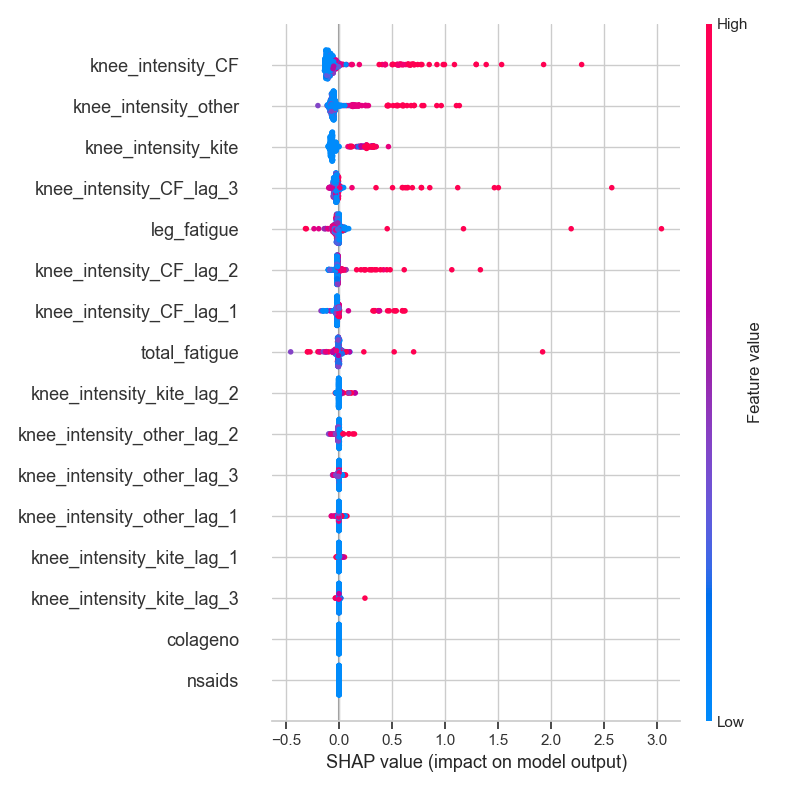 High
knee_intensity_CF
knee_intensity_other
knee_intensity_kite
knee_intensity_CF_lag_3
leg_fatigue
knee_intensity_CF_lag_2
knee_intensity_CF_lag_1
total_fatigue
knee_intensity_kite_lag_2
knee_intensity_other_lag_2
knee_intensity_other_lag_3
knee_intensity_other_lag_1
knee_intensity_kite_lag_1
knee_intensity_kite_lag_3
colageno
nsaids
Feature value
Low
−0.5 0.0 0.5 1.0 1.5 2.0 2.5 3.0
SHAP value (impact on model output)